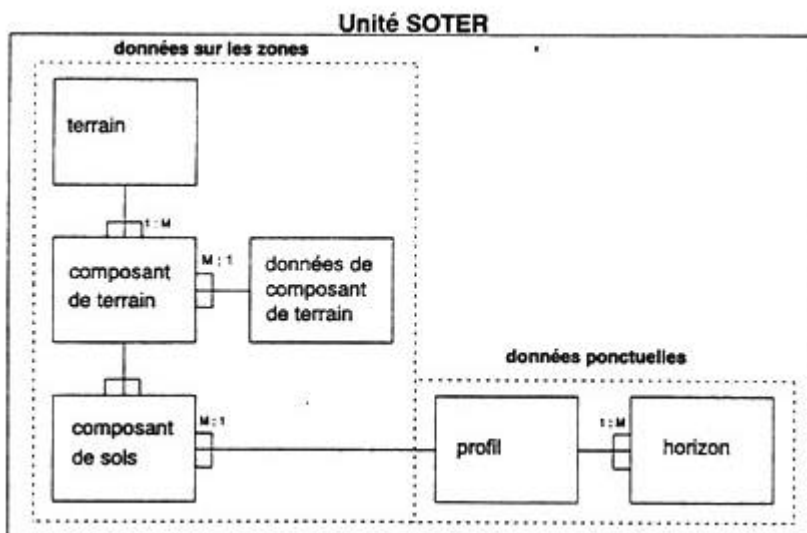 Unité SOTER
données sur les zones
terrain
1:M
composant
de terrain
M:1
données de
composant
de terrain
composant
de sols
M:1
données ponctuelles
profil
1:M
horizon